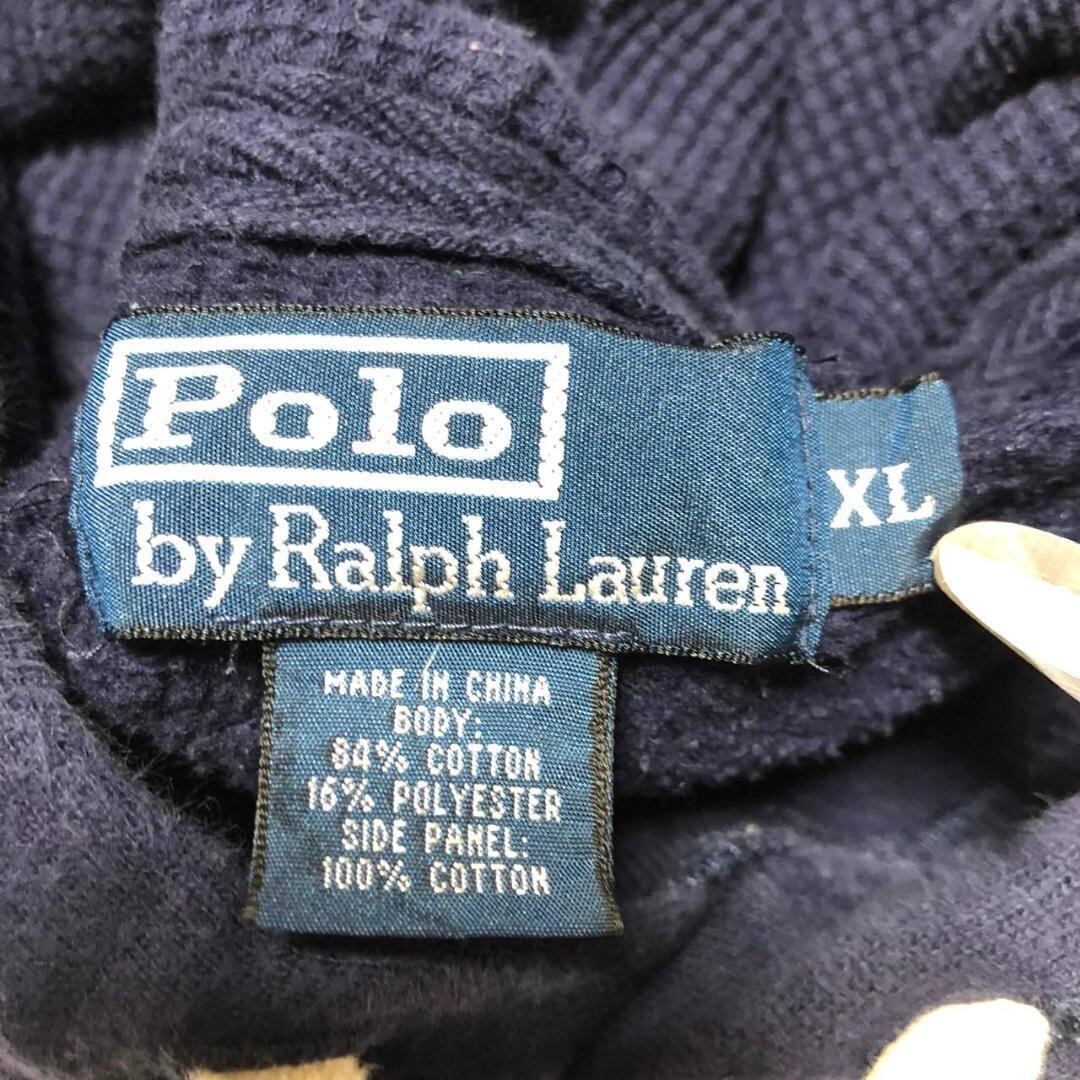 Polo
by Ralph Lauren
XL
MADE IN CHINA
BODY:
84% COTTON
16% POLYESTER
SIDE PANEL:
100% COTTON